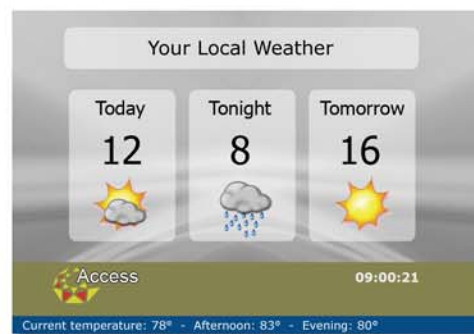 Your Local Weather
Today Tonight Tomorrow
12 8 16
Access 09:00:21
Current temperature: 78° - Afternoon: 83° - Evening: 80°